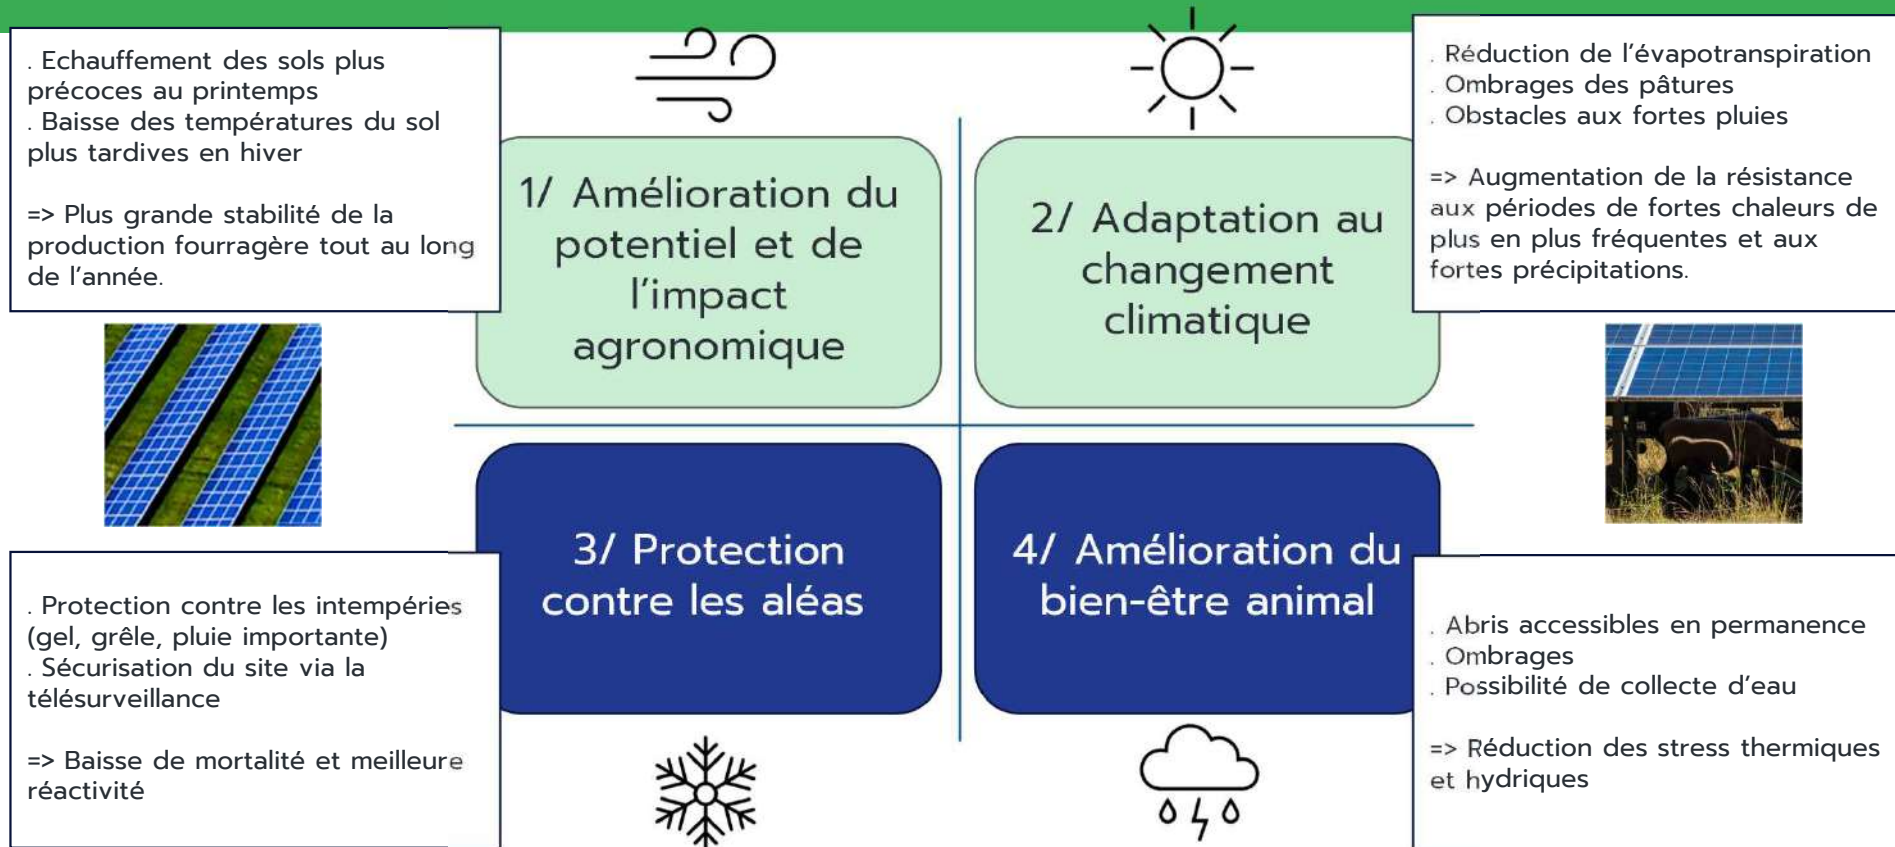 . Echauffement des sols plus
précoces au printemps
. Baisse des températures du sol
plus tardives en hiver
=> Plus grande stabilité de la
production fourragère tout au long
de l'année.
1/ Amélioration du
potentiel et de
l'impact
agronomique
2/ Adaptation au
changement
climatique
. Réduction de l'évapotranspiration
. Ombrages des pâtures
. Obstacles aux fortes pluies
=> Augmentation de la résistance
aux périodes de fortes chaleurs de
plus en plus fréquentes et aux
fortes précipitations.
. Protection contre les intempéries
(gel, grêle, pluie importante)
. Sécurisation du site via la
télésurveillance
=> Baisse de mortalité et meilleure
réactivité
3/ Protection
contre les aléas
4/ Amélioration du
bien-être animal
. Abris accessibles en permanence
. Ombrages
. Possibilité de collecte d'eau
=> Réduction des stress thermiques
et hydriques